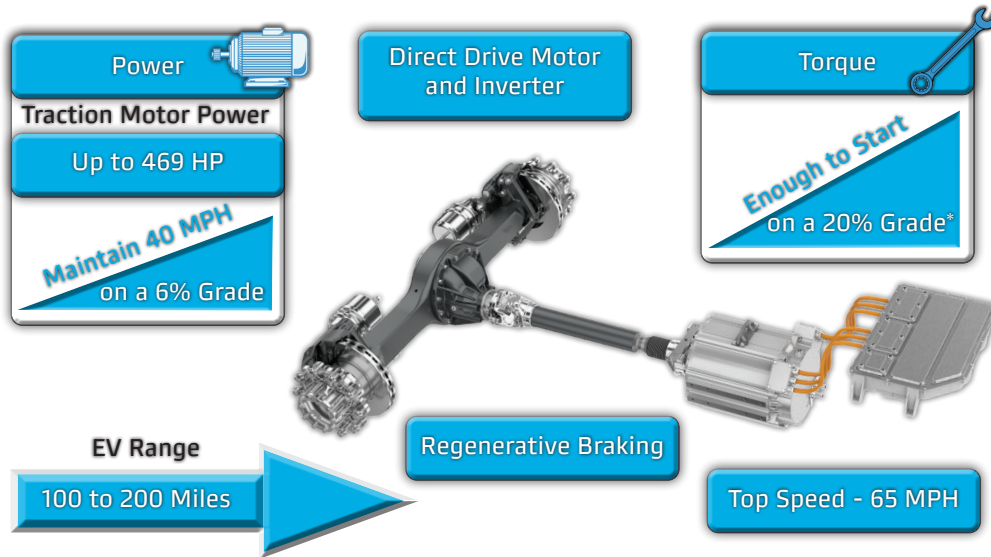 Power
Traction Motor Power
Up to 469 HP
Maintain 40 MPH
on a 6% Grade
Direct Drive Motor
and Inverter
Torque
Enough to Start
on a 20% Grade*
EV Range
100 to 200 Miles
Regenerative Braking
Top Speed - 65 MPH